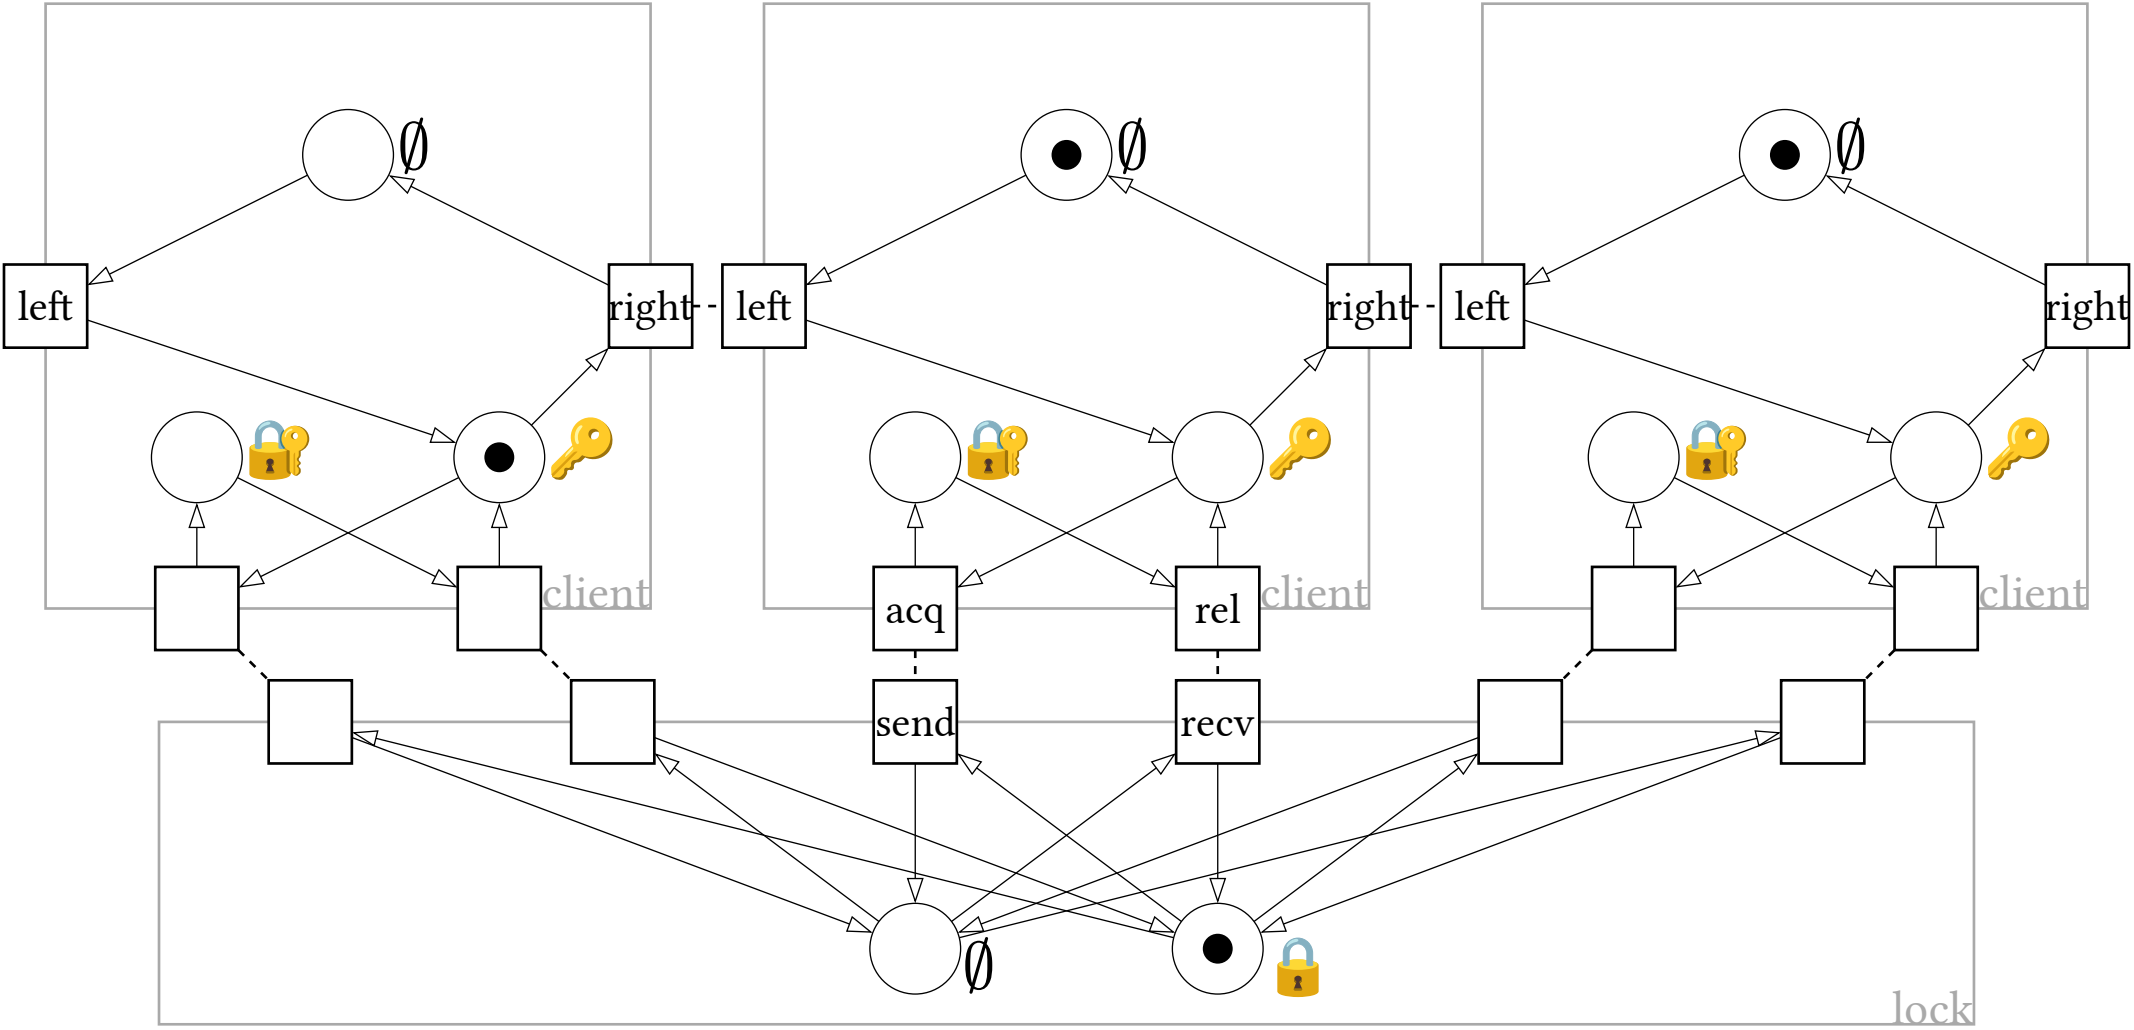 ∅
∅
∅
left
right
left
right
left
right
client
client
client
acq
rel
send
recv
∅
lock